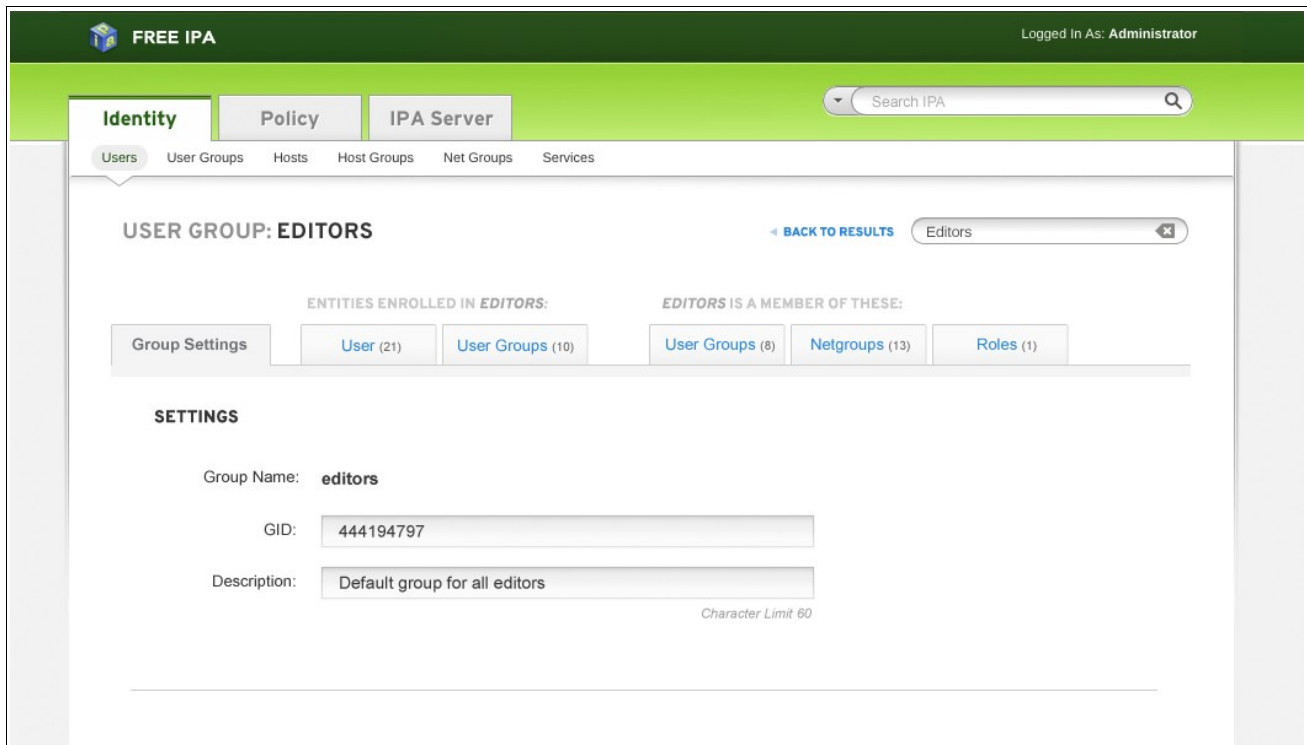 FREE IPA
Logged In As: Administrator
Identity
Policy
IPA Server
Search IPA
Users
User Groups
Hosts
Host Groups
Net Groups
Services
USER GROUP: EDITORS
BACK TO RESULTS
Editors
ENTITIES ENROLLED IN EDITORS:
EDITORS IS A MEMBER OF THESE:
Group Settings
User (21)
User Groups (10)
User Groups (8)
Netgroups (13)
Roles (1)
SETTINGS
Group Name: editors
GID: 444194797
Description: Default group for all editors
Character Limit 60